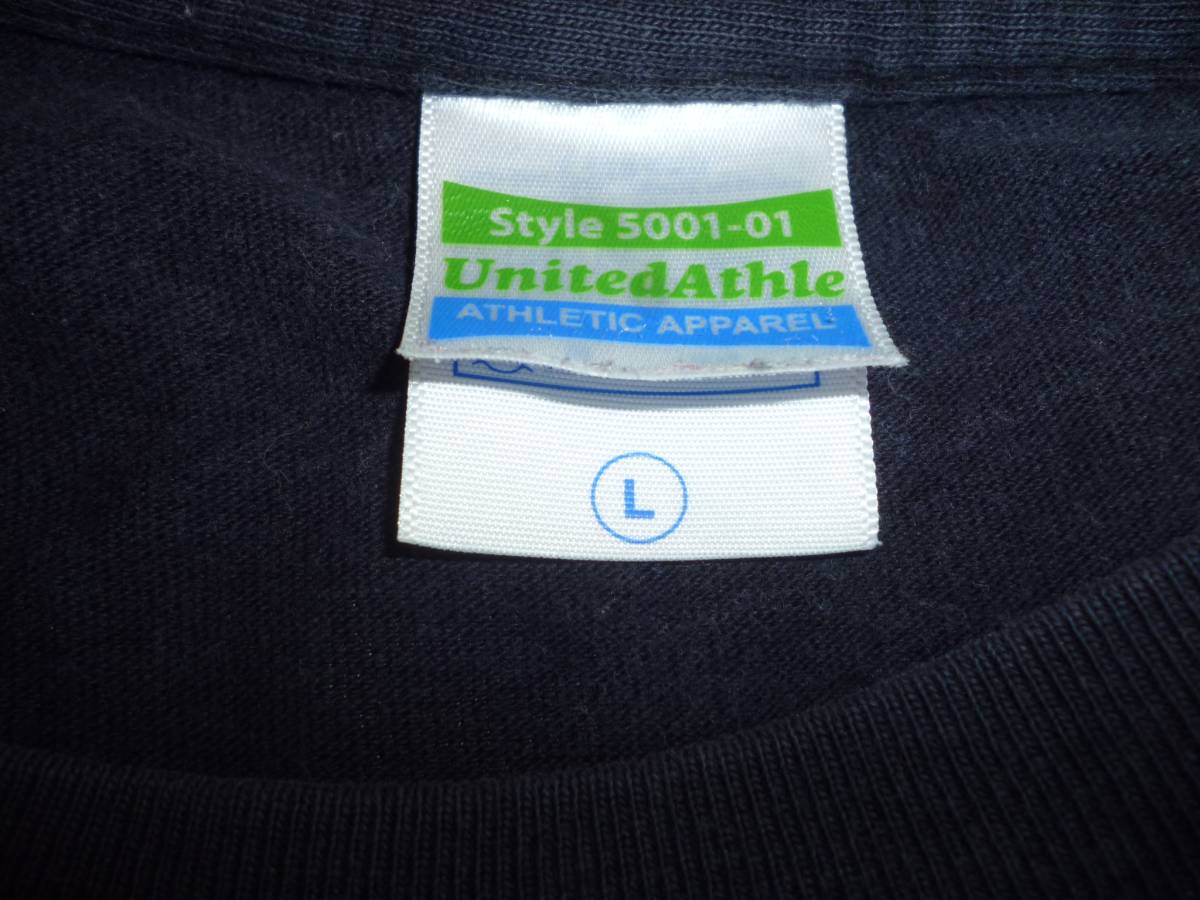 Style 5001-01
UnitedAthle
ATHLETIC APPAREL
L